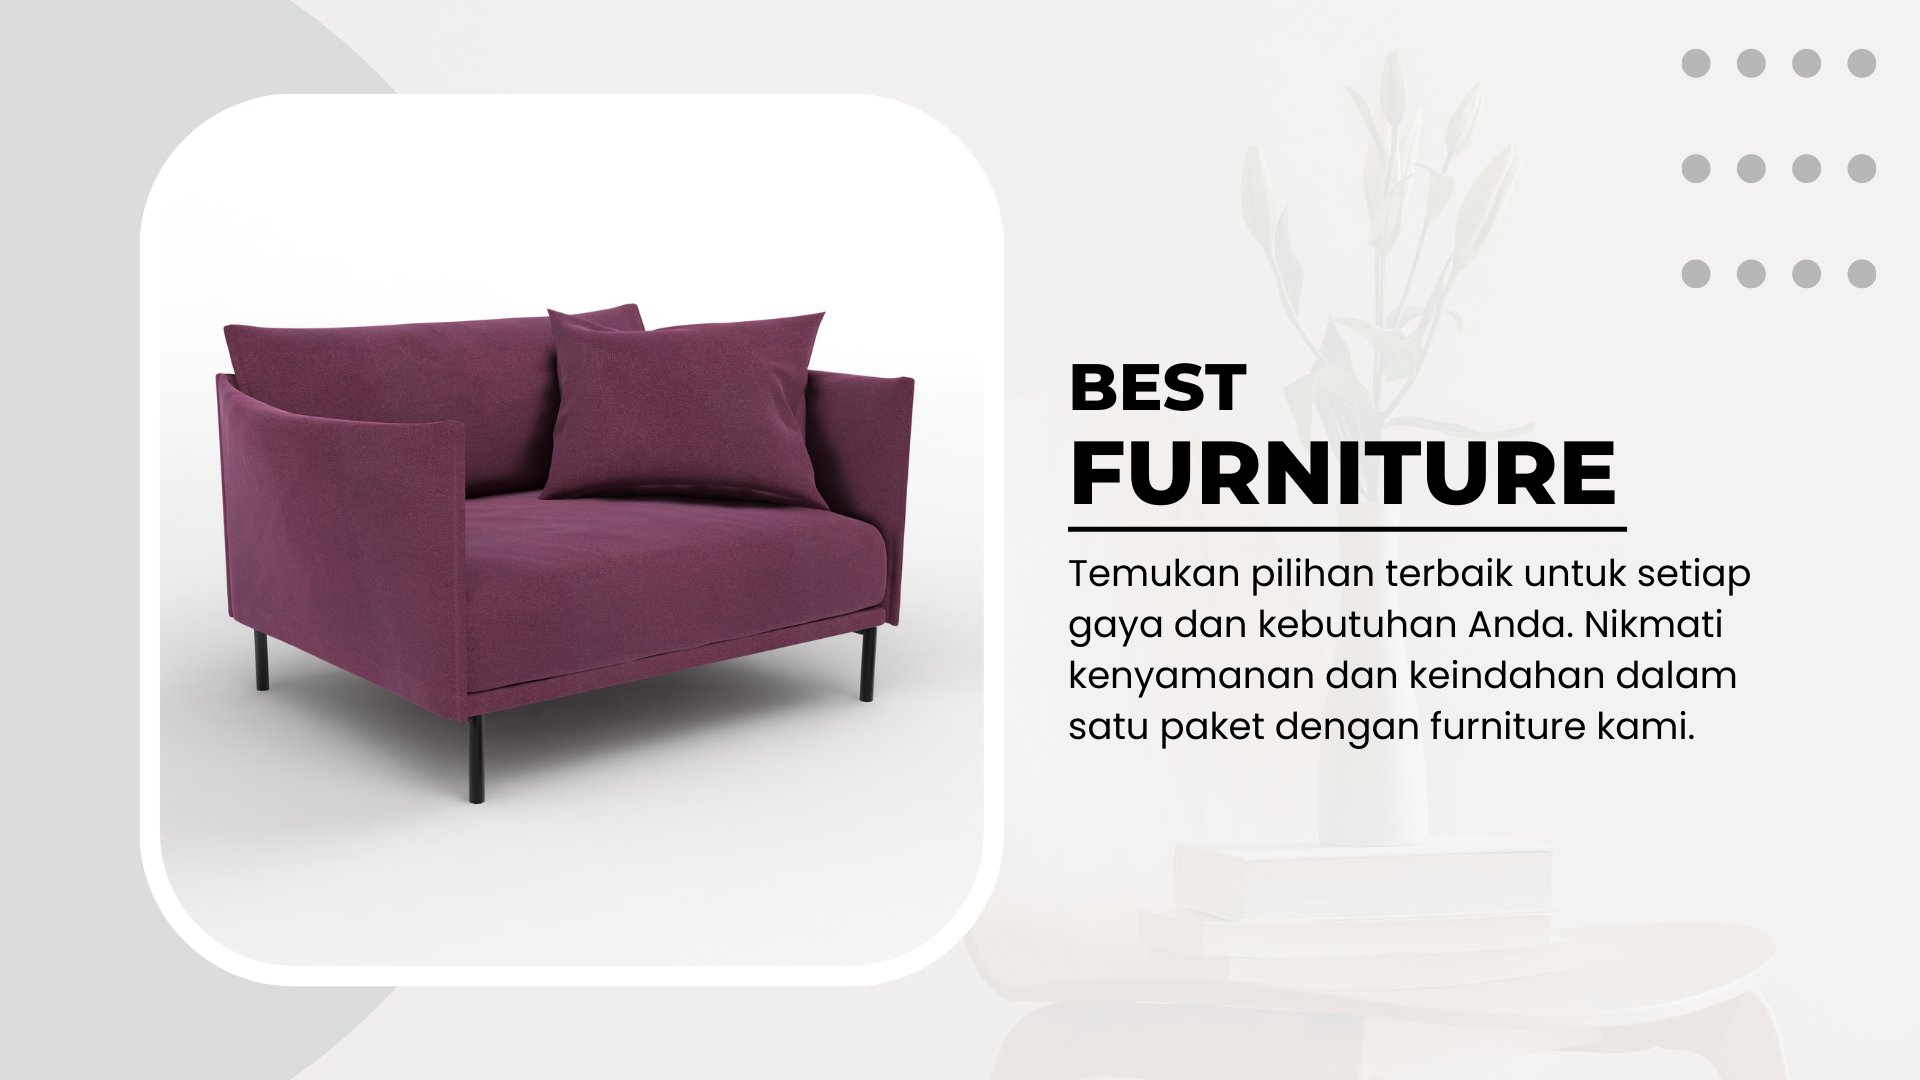 BEST
FURNITURE
Temukan pilihan terbaik untuk setiap
gaya dan kebutuhan Anda. Nikmati
kenyamanan dan keindahan dalam
satu paket dengan furniture kami.